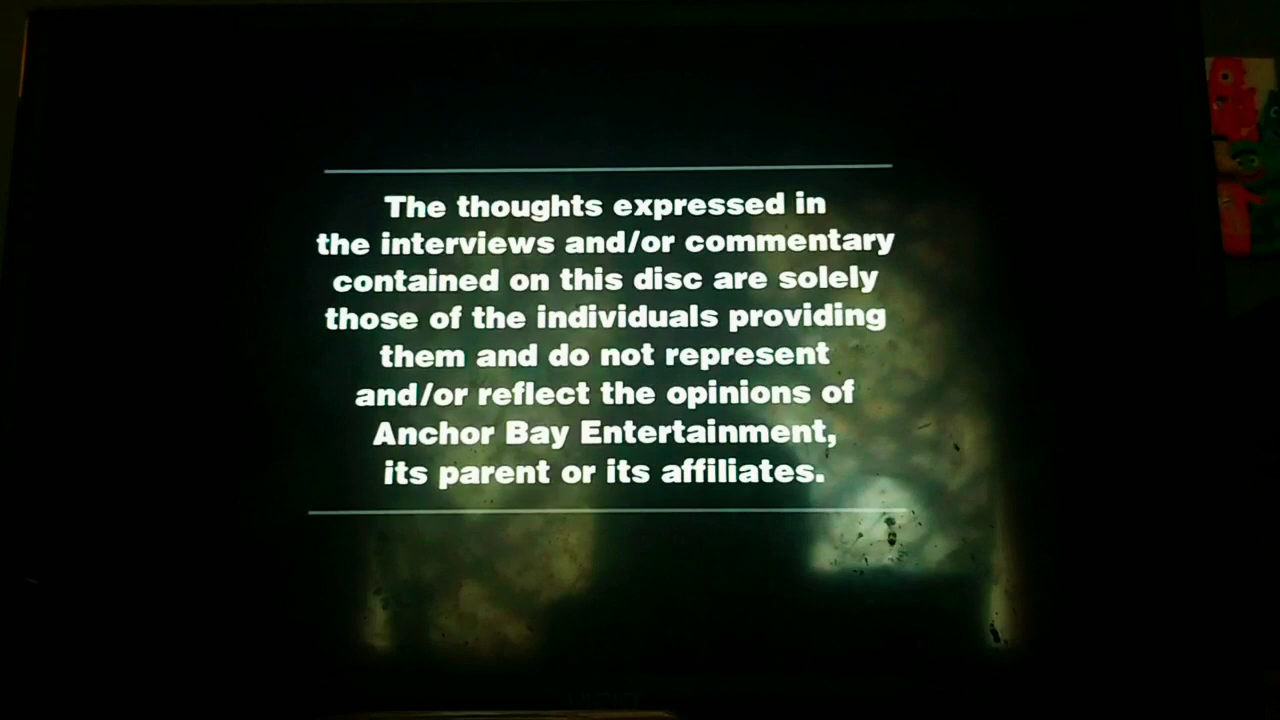 The thoughts expressed in
the interviews and/or commentary
contained on this disc are solely
those of the individuals providing
them and do not represent
and/or reflect the opinions of
Anchor Bay Entertainment,
its parent or its affiliates.